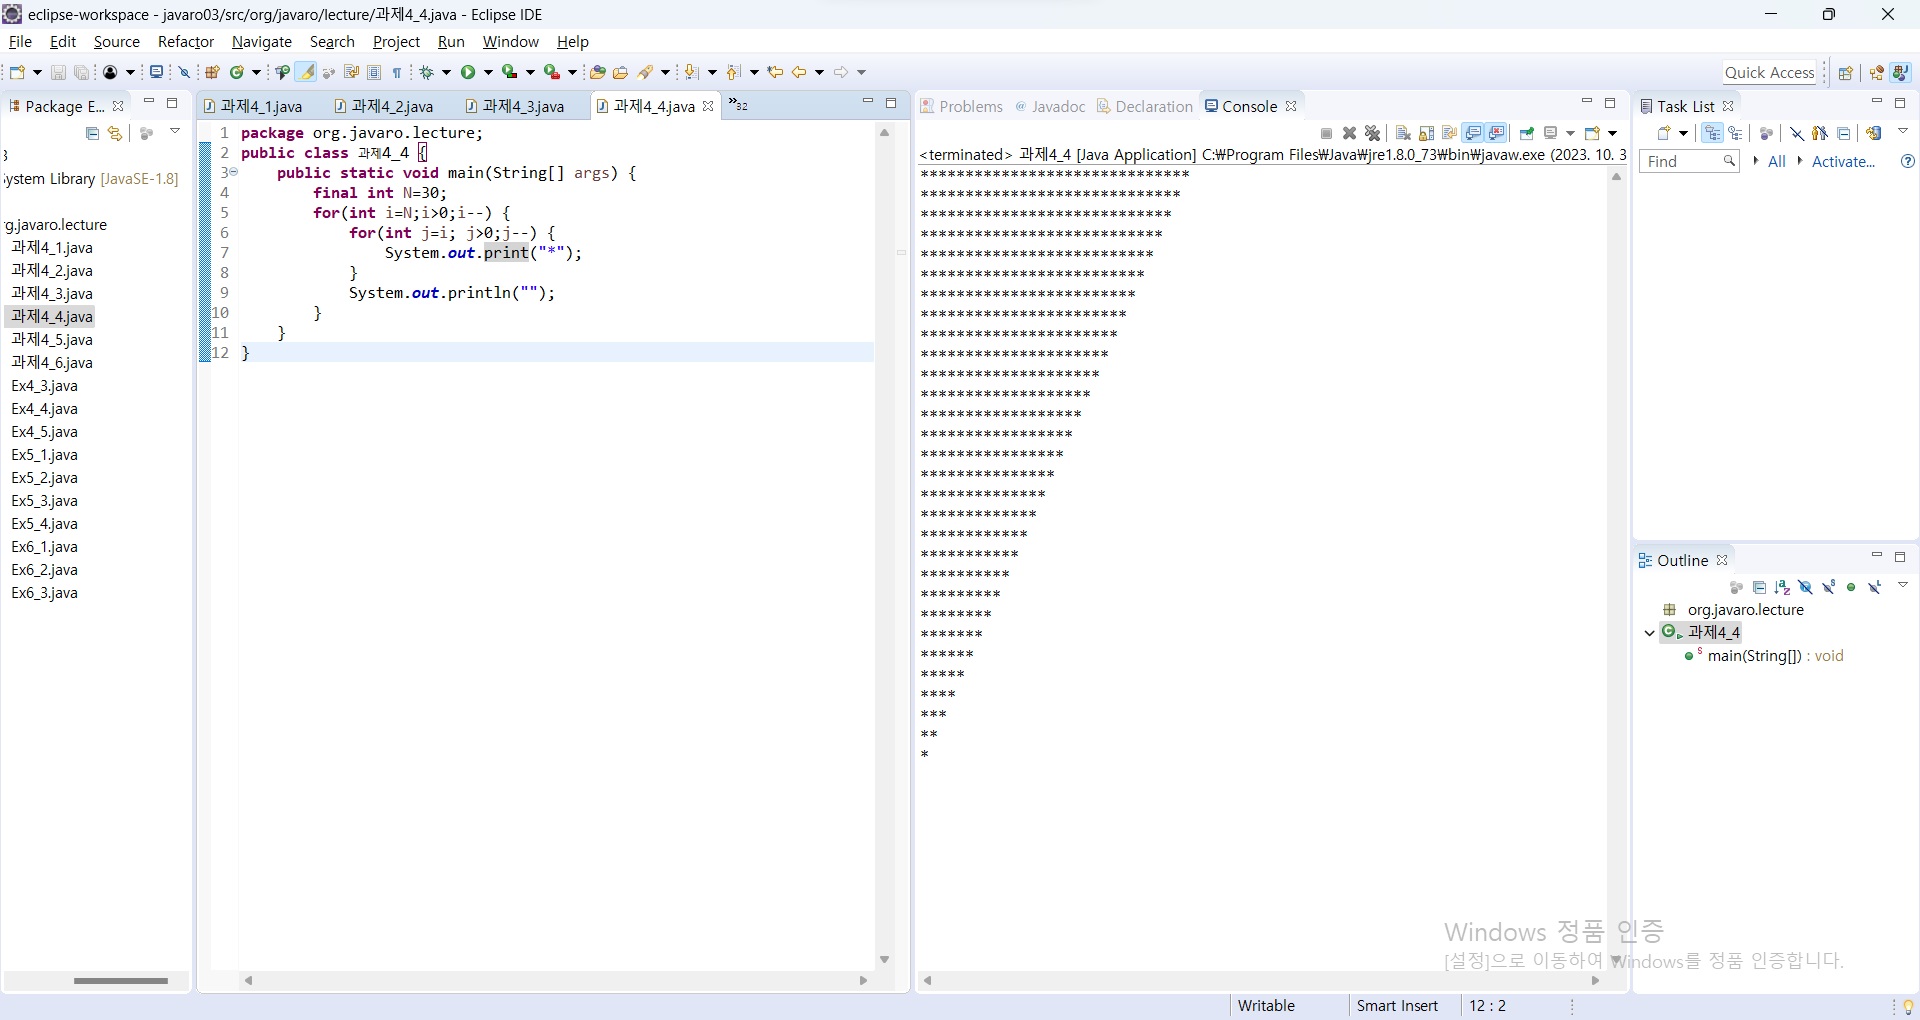 eclipse-workspace - javaro03/src/org/javaro/lecture/과제4_4.java - Eclipse IDE
File Edit Source Refactor Navigate Search Project Run Window Help
Quick Access
Package E...
ystem Library [JavaSE-1.8]
g.javaro.lecture
과제4_1.java
과제4_2.java
과제4_3.java
과제4_4.java
과제4_5.java
과제4_6.java
Ex4_3.java
Ex4_4.java
Ex4_5.java
Ex5_1.java
Ex5_2.java
Ex5_3.java
Ex5_4.java
Ex6_1.java
Ex6_2.java
Ex6_3.java
과제4_1.java 과제4_2.java 과제4_3.java 과제4_4.java »32
1 package org.javaro.lecture;
2 public class 과제4_4 {
3 public static void main(String[] args) {
4 final int N=30;
5 for(int i=N;i>0;i--) {
6 for(int j=i; j>0;j--) {
7 System.out.print("*");
8 }
9 System.out.println("");
10 }
11 }
12 }
Problems Javadoc Declaration Console
<terminated> 과제4_4 [Java Application] C:₩Program Files₩Java₩jre1.8.0_73₩bin₩javaw.exe (2023. 10. 3
******************************
*****************************
****************************
***************************
**************************
*************************
************************
***********************
**********************
*********************
********************
*******************
******************
*****************
****************
***************
**************
*************
************
***********
**********
*********
********
*******
******
*****
****
***
**
*
Task List
Find All Activate...
Outline
org.javaro.lecture
과제4_4
main(String[]) : void
Windows 정품 인증
[설정]으로 이동하여 Windows를 정품 인증합니다.
Writable Smart Insert 12 : 2